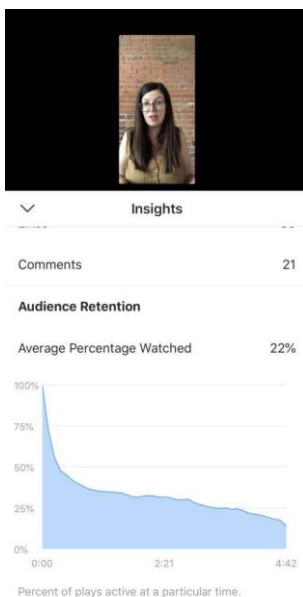 Insights
Comments 21
Audience Retention
Average Percentage Watched 22%
100%
75%
50%
25%
0%
0:00 2:21 4:42
Percent of plays active at a particular time.